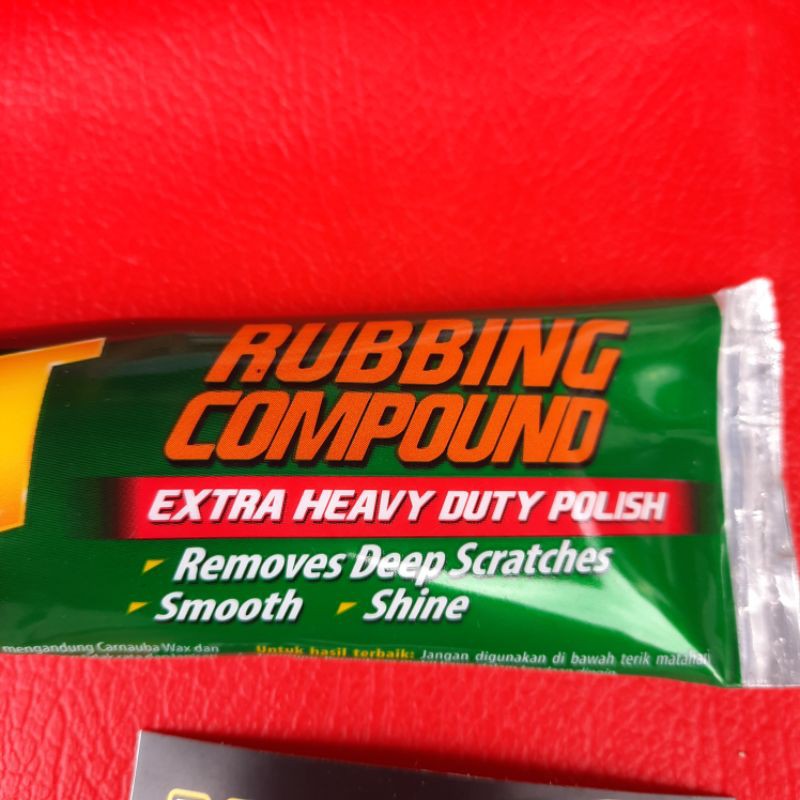 RUBBING
COMPOUND
EXTRA HEAVY DUTY POLISH
Removes Deep Scratches
Smooth Shine
mengandung Carnauba Wax dan
Untuk hasil terbaik: Jangan digunakan di bawah terik matahari